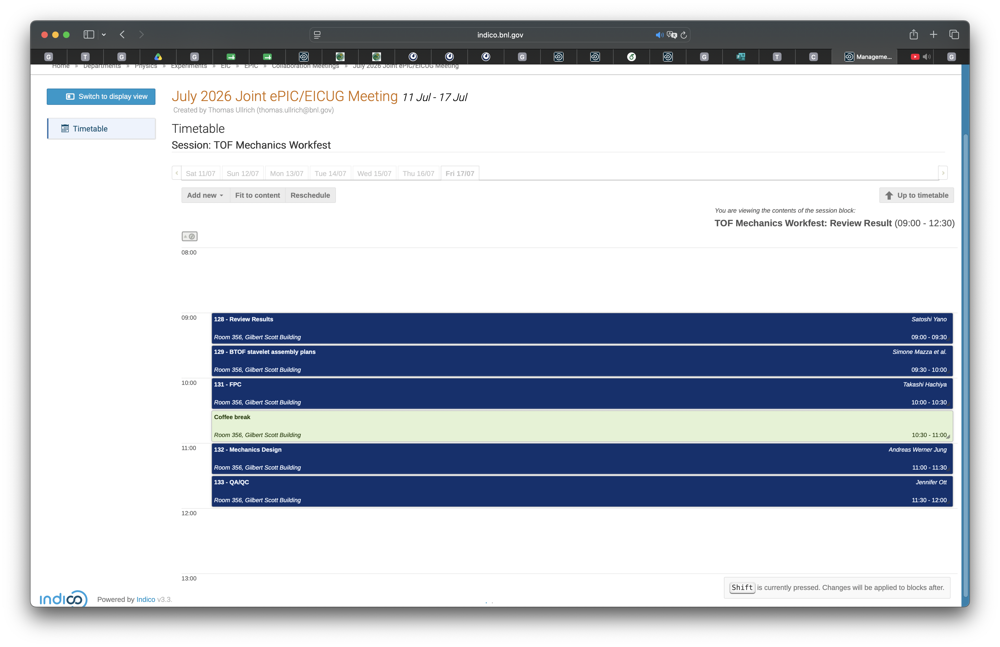 indico.bnl.gov
G T G G G G T C Manageme... G
Home » Departments » Physics » Experiments » EIC » EPIC » Collaboration Meetings » July 2026 Joint ePIC/EICUG Meeting
Switch to display view
Timetable
July 2026 Joint ePIC/EICUG Meeting 11 Jul - 17 Jul
Created by Thomas Ullrich (thomas.ullrich@bnl.gov)
Timetable
Session: TOF Mechanics Workfest
Sat 11/07 Sun 12/07 Mon 13/07 Tue 14/07 Wed 15/07 Thu 16/07 Fri 17/07
Add new Fit to content Reschedule Up to timetable
You are viewing the contents of the session block:
TOF Mechanics Workfest: Review Result (09:00 - 12:30)
08:00
09:00 128 - Review Results Satoshi Yano
Room 356, Gilbert Scott Building 09:00 - 09:30
129 - BTOF stavelet assembly plans Simone Mazza et al.
Room 356, Gilbert Scott Building 09:30 - 10:00
10:00 131 - FPC Takashi Hachiya
Room 356, Gilbert Scott Building 10:00 - 10:30
Coffee break
Room 356, Gilbert Scott Building 10:30 - 11:00
11:00 132 - Mechanics Design Andreas Werner Jung
Room 356, Gilbert Scott Building 11:00 - 11:30
133 - QA/QC Jennifer Ott
Room 356, Gilbert Scott Building 11:30 - 12:00
12:00
13:00
Shift is currently pressed. Changes will be applied to blocks after.
indico Powered by Indico v3.3.